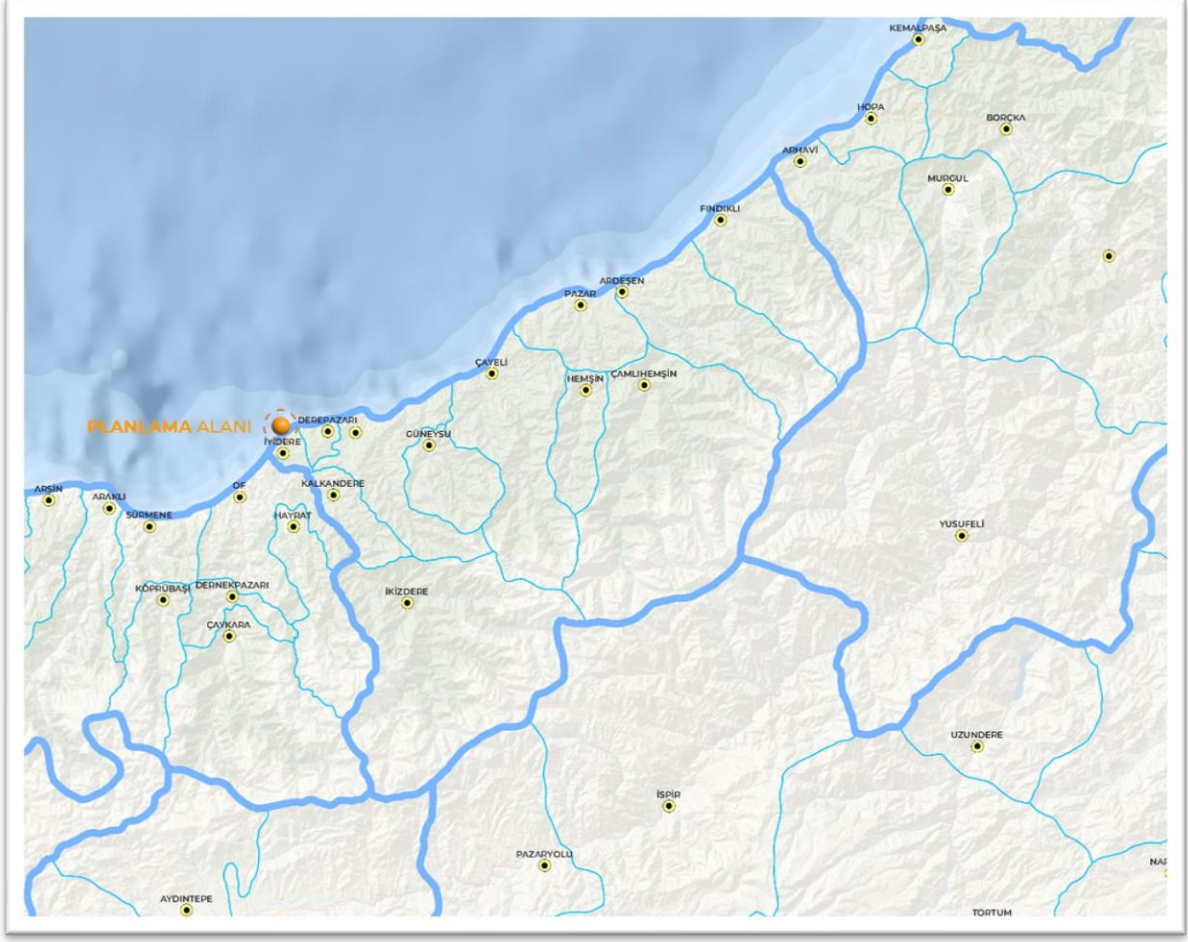 KEMALPAŞA
HOPA
BORÇKA
ARHAVİ
MURGUL
FINDIKLI
ARDEŞEN
PAZAR
ÇAYELİ
HEMŞİN
ÇAMLIHEMŞİN
PLANLAMA ALANI
DEREPAZARI
İYİDERE
GÜNEYSU
ARSİN
ARAKLI
OF
KALKANDERE
SÜRMENE
HAYRAT
YUSUFELİ
KÖPRÜBAŞI
DERNEKPAZARI
İKİZDERE
ÇAYKARA
UZUNDERE
İSPİR
PAZARYOLU
NAR
AYDINTEPE
TORTUM